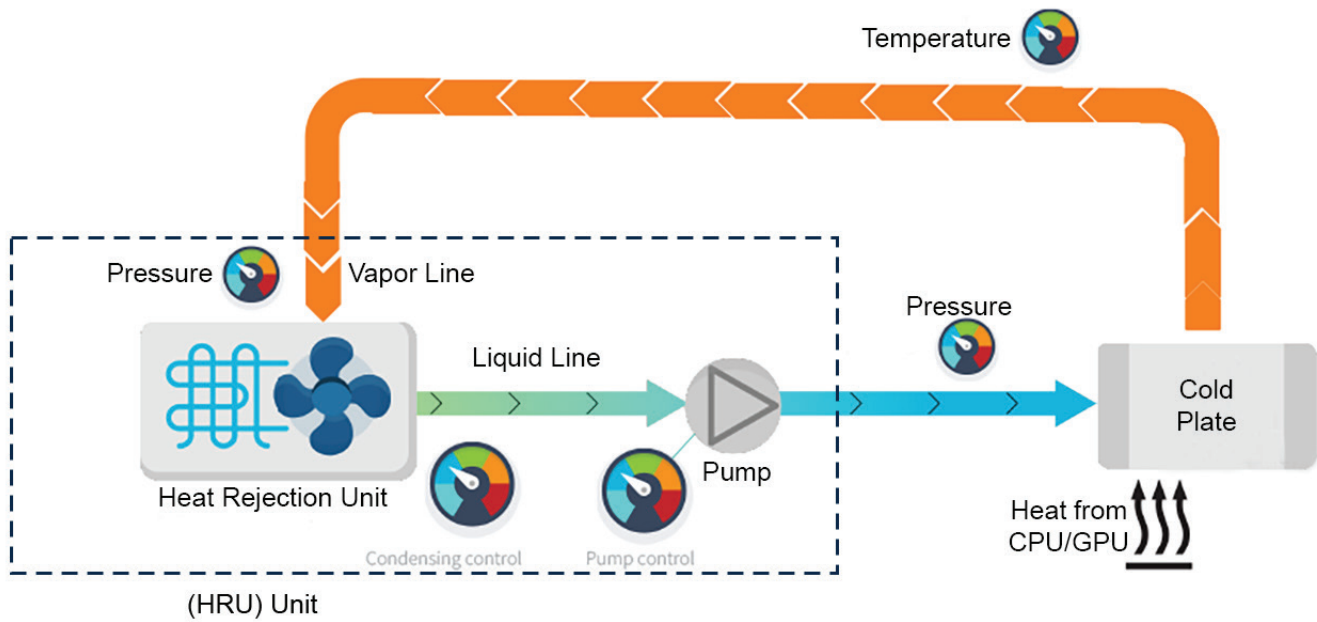 Temperature
Pressure
Vapor Line
Pressure
Liquid Line
Cold
Plate
Pump
Heat Rejection Unit
Heat from
CPU/GPU
Condensing control
Pump control
(HRU) Unit